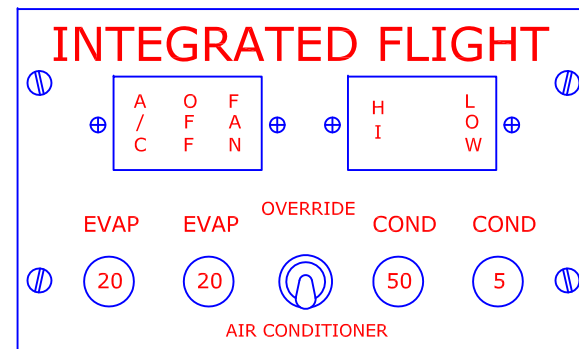 INTEGRATED FLIGHT
A/C OFF FAN
HI LOW
OVERRIDE
EVAP EVAP COND COND
20 20 50 5
AIR CONDITIONER